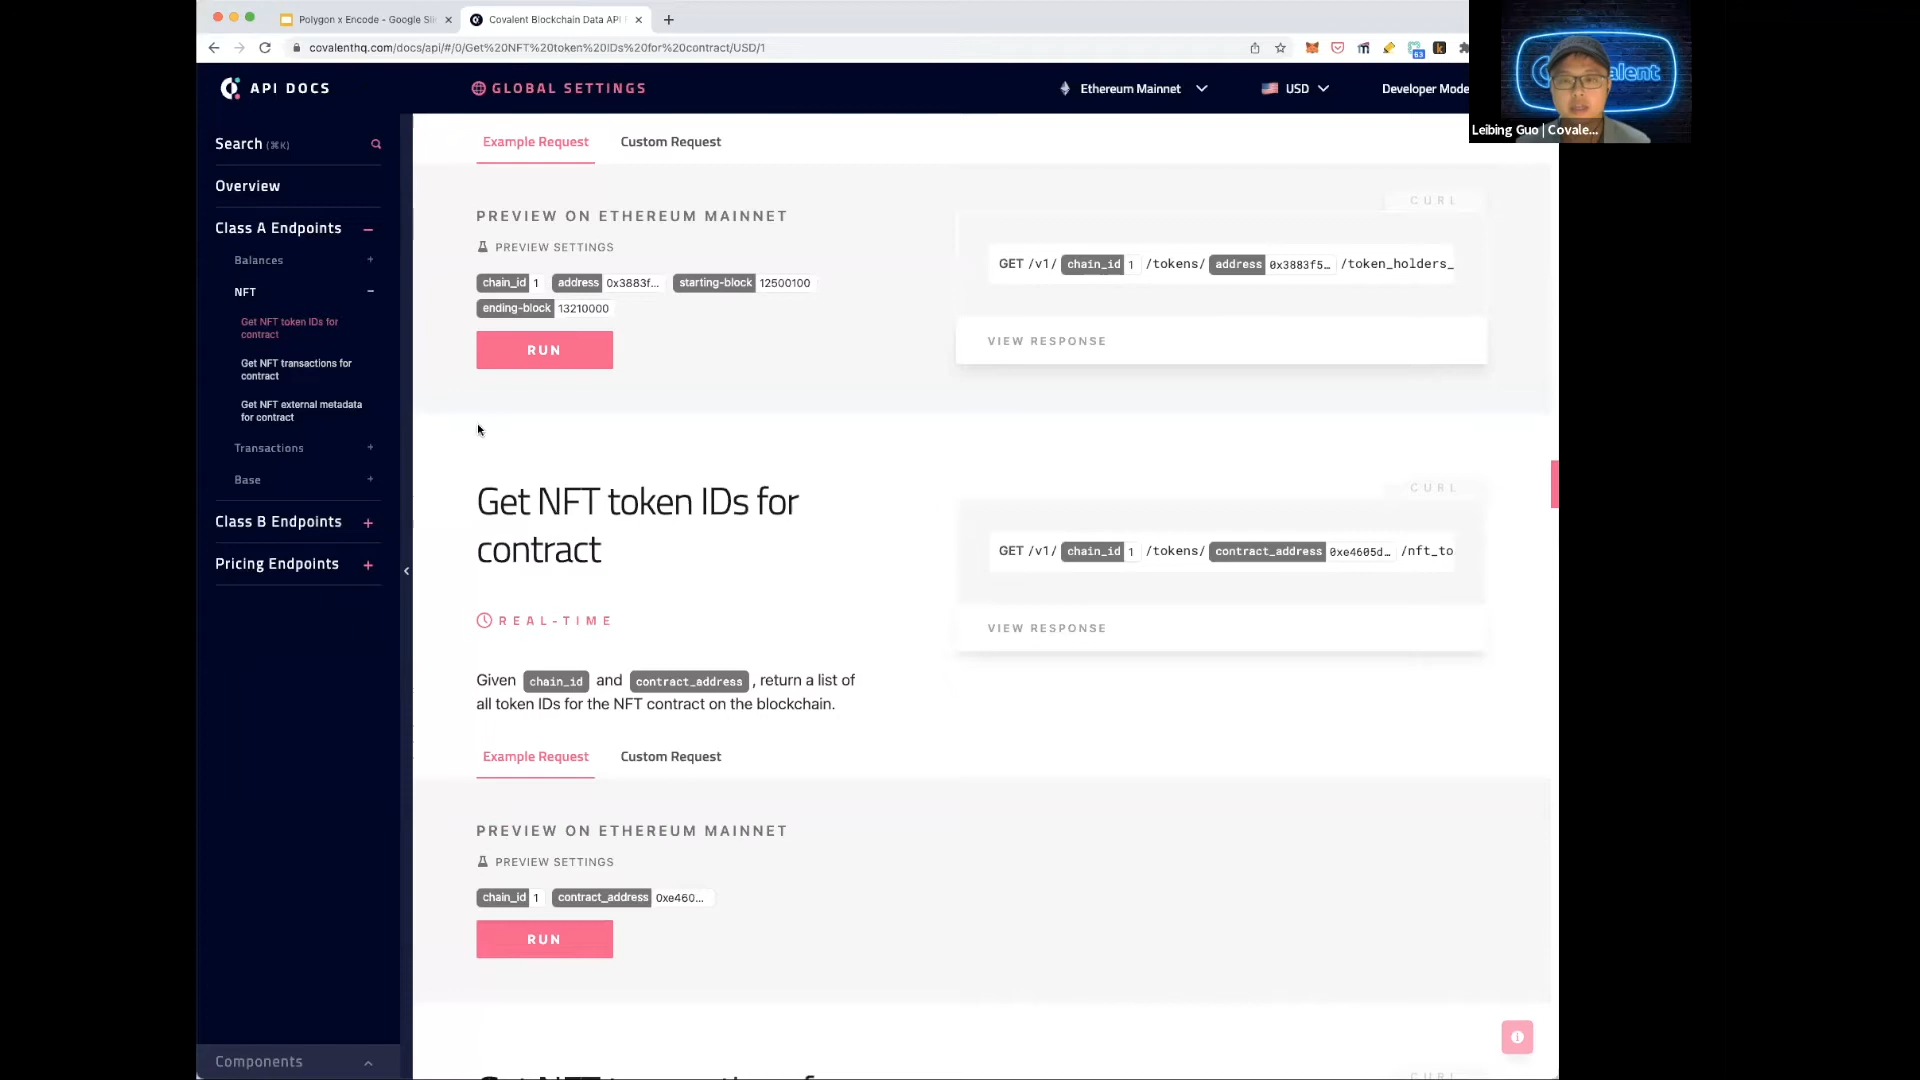 Polygon x Encode - Google Sli
Covalent Blockchain Data API
covalenthq.com/docs/api/#/0/Get%20NFT%20token%20IDs%20for%20contract/USD/1
63
k
API DOCS
GLOBAL SETTINGS
Ethereum Mainnet
USD
Developer Mode
Covalent
Leibing Guo | Covale...
Search (⌘K)
Overview
Class A Endpoints
Balances
NFT
Get NFT token IDs for
contract
Get NFT transactions for
contract
Get NFT external metadata
for contract
Transactions
Base
Class B Endpoints
Pricing Endpoints
Components
Example Request
Custom Request
PREVIEW ON ETHEREUM MAINNET
PREVIEW SETTINGS
chain_id 1 address 0x3883f... starting-block 12500100
ending-block 13210000
RUN
CURL
GET /v1/ chain_id 1 /tokens/ address 0x3883f5… /token_holders_
VIEW RESPONSE
Get NFT token IDs for
contract
REAL-TIME
Given chain_id and contract_address , return a list of
all token IDs for the NFT contract on the blockchain.
CURL
GET /v1/ chain_id 1 /tokens/ contract_address 0xe4605d… /nft_to
VIEW RESPONSE
Example Request
Custom Request
PREVIEW ON ETHEREUM MAINNET
PREVIEW SETTINGS
chain_id 1 contract_address 0xe460...
RUN
CURL